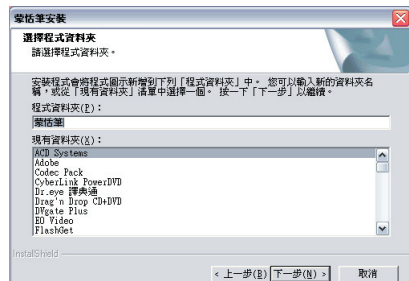 蒙恬筆安裝
選擇程式資料夾
請選擇程式資料夾。
安裝程式會將程式圖示新增到下列「程式資料夾」中。 您可以輸入新的資料夾名
稱，或從「現有資料夾」清單中選擇一個。 按一下「下一步」以繼續。
程式資料夾(P)：
蒙恬筆
現有資料夾(X)：
ACD Systems
Adobe
Codec Pack
CyberLink PowerDVD
Dr.eye 譯典通
Drag'n Drop CD+DVD
DVgate Plus
EO Video
FlashGet
InstallShield
< 上一步(B) 下一步(N) > 取消